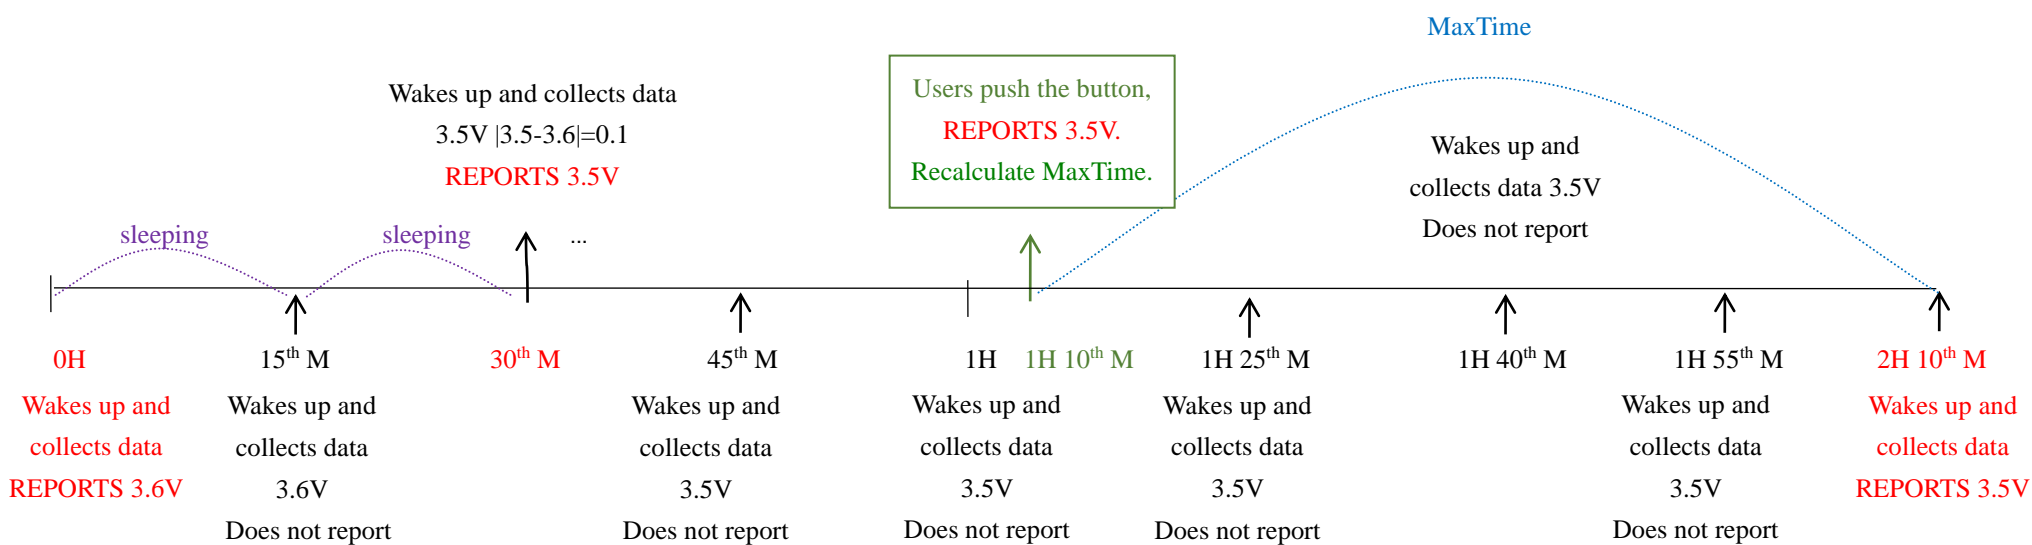 MaxTime
Wakes up and collects data
3.5V |3.5-3.6|=0.1
REPORTS 3.5V
Users push the button,
REPORTS 3.5V.
Recalculate MaxTime.
Wakes up and
collects data 3.5V
Does not report
sleeping
sleeping
...
0H
15th M
30th M
45th M
1H
1H 10th M
1H 25th M
1H 40th M
1H 55th M
2H 10th M
Wakes up and
collects data
REPORTS 3.6V
Wakes up and
collects data
3.6V
Does not report
Wakes up and
collects data
3.5V
Does not report
Wakes up and
collects data
3.5V
Does not report
Wakes up and
collects data
3.5V
Does not report
Wakes up and
collects data
3.5V
Does not report
Wakes up and
collects data
REPORTS 3.5V